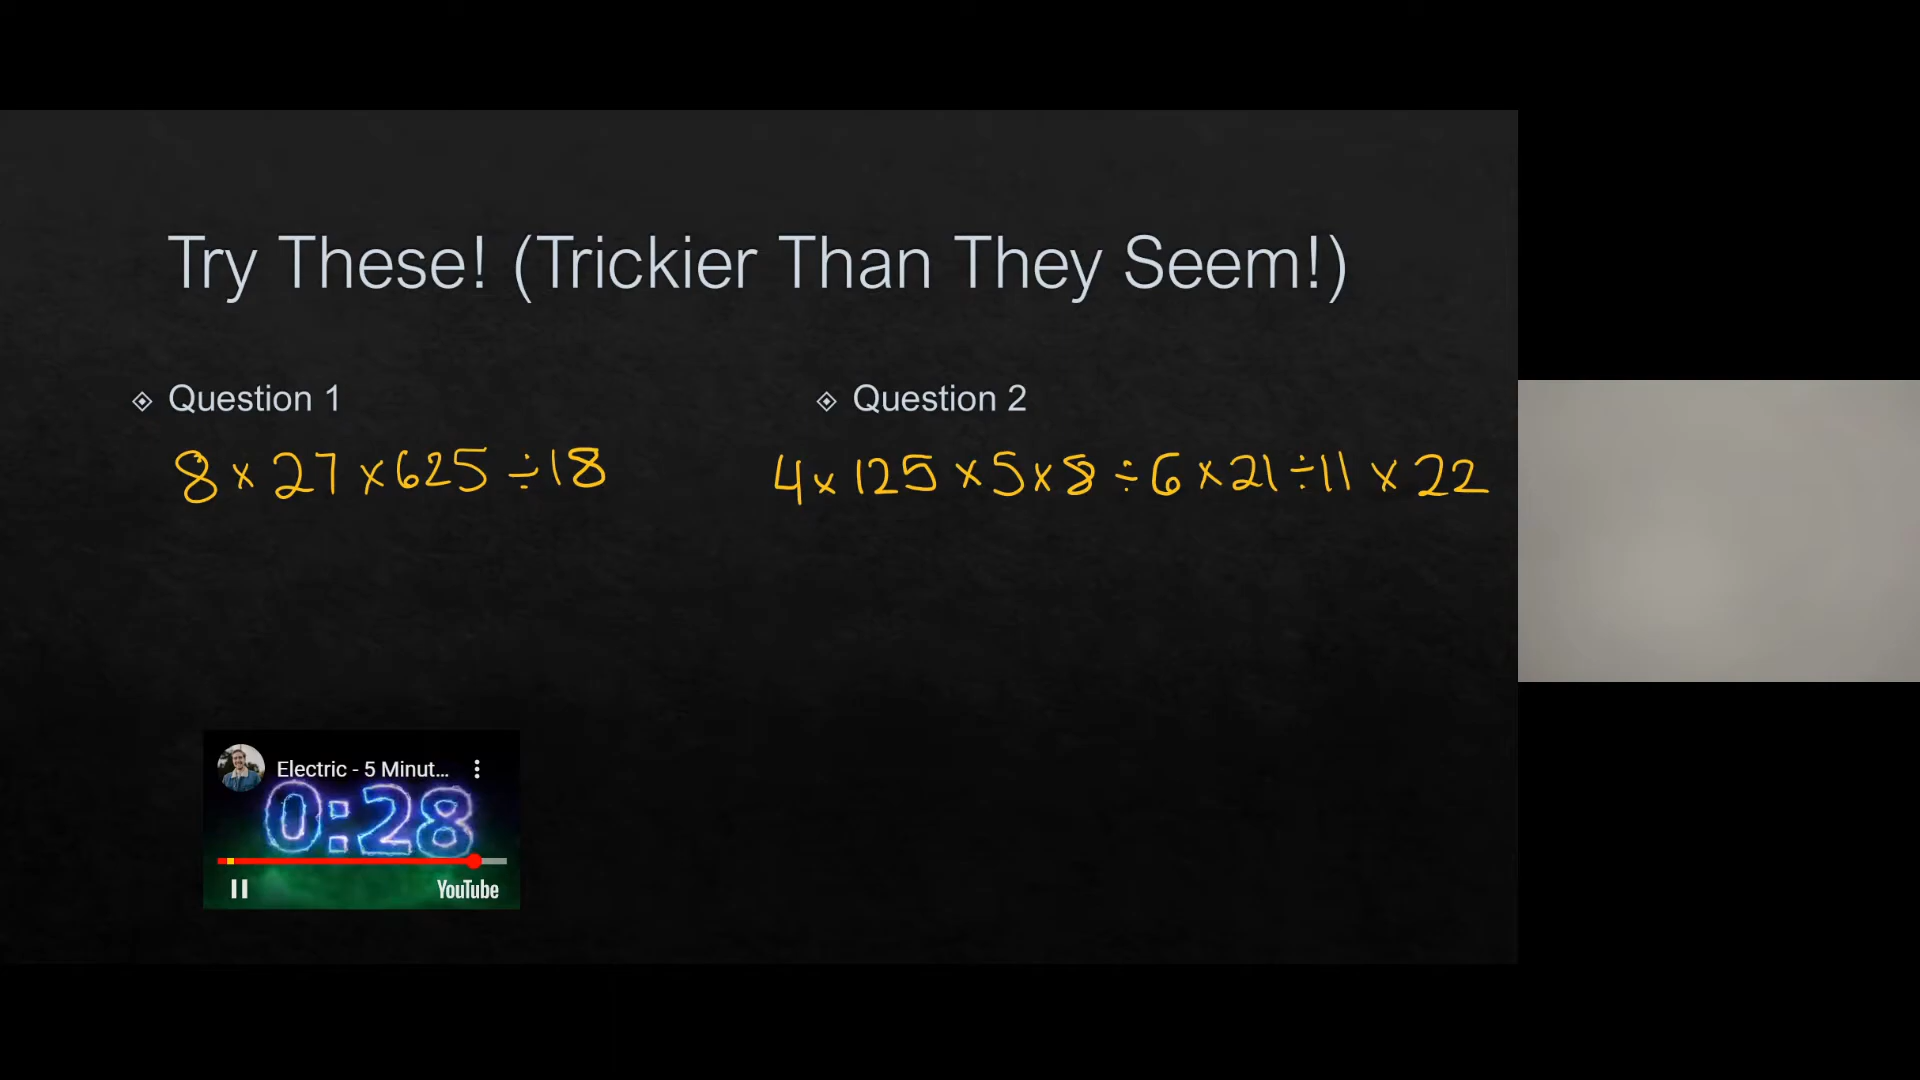 Try These! (Trickier Than They Seem!)
Question 1
8 × 27 × 625 ÷ 18
Question 2
4 × 125 × 5 × 8 ÷ 6 × 21 ÷ 11 × 22
Electric - 5 Minut...
0:28
YouTube